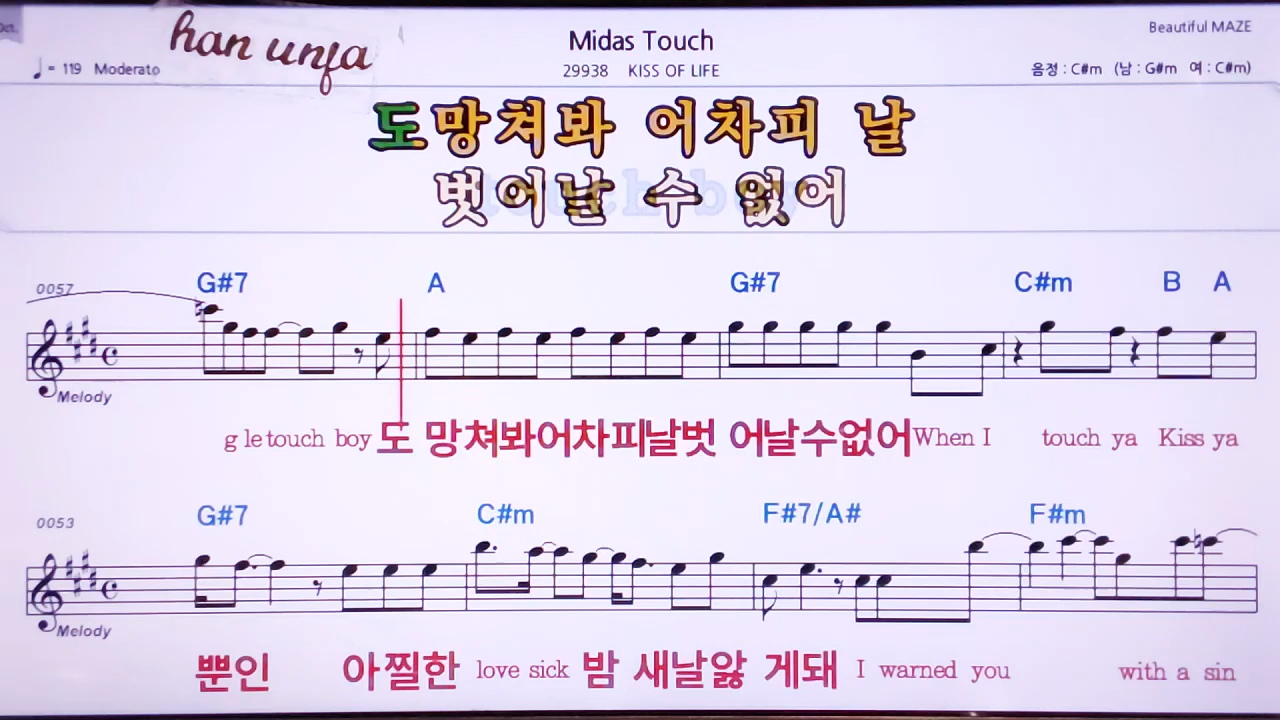 Oct.
han unja
Midas Touch
Beautiful MAZE
♩= 119 Moderato
29938 KISS OF LIFE
음정 : C#m (남 : G#m 여 : C#m)
도망쳐봐 어차피 날
벗어날 수 없어
touch boy
0057
G#7 A G#7 C#m B A
Melody
g le touch boy 도 망쳐봐어차피날벗 어날수없어 When I touch ya Kiss ya
0053
G#7 C#m F#7/A# F#m
Melody
뿐인 아찔한 love sick 밤 새날앓 게돼 I warned you with a sin